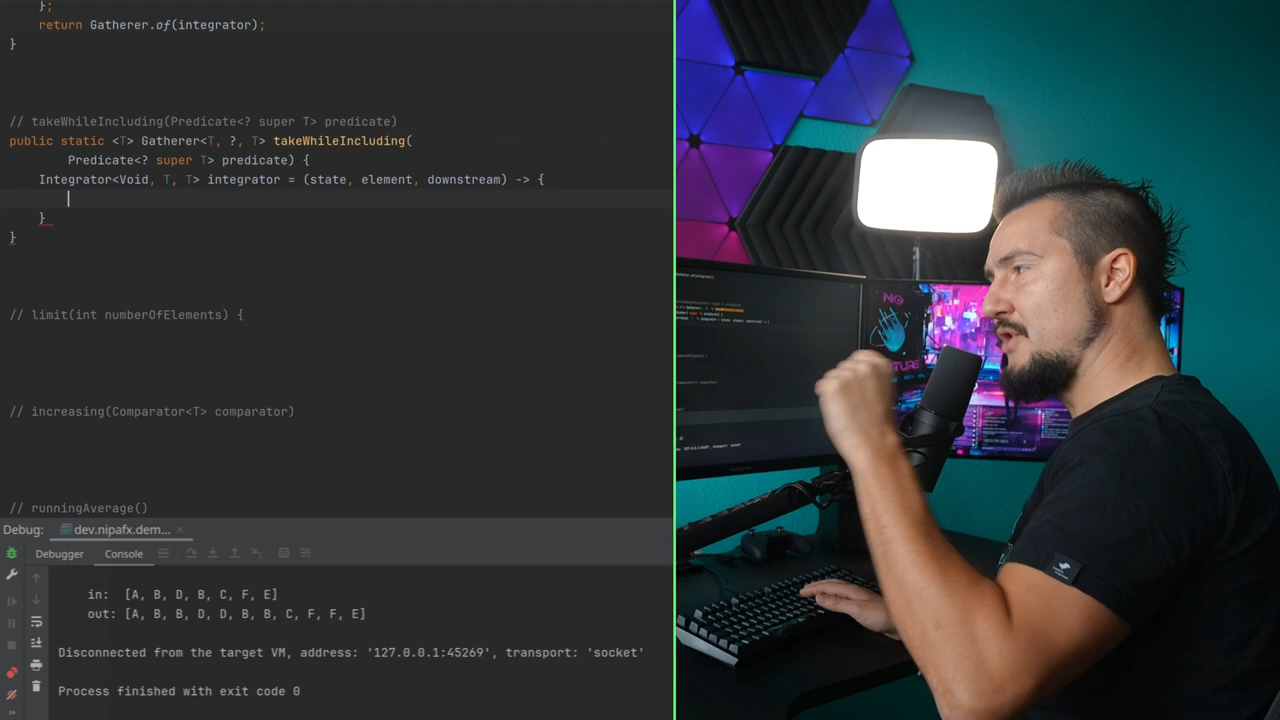 };
return Gatherer.of(integrator);
}
// takeWhileIncluding(Predicate<? super T> predicate)
public static <T> Gatherer<T, ?, T> takeWhileIncluding(
Predicate<? super T> predicate) {
Integrator<Void, T, T> integrator = (state, element, downstream) -> {
}
}
// limit(int numberOfElements) {
// increasing(Comparator<T> comparator)
// runningAverage()
Debug: dev.nipafx.dem... ×
Debugger Console
in: [A, B, D, B, C, F, E]
out: [A, B, B, D, D, B, B, C, F, F, E]
Disconnected from the target VM, address: '127.0.0.1:45269', transport: 'socket'
Process finished with exit code 0
NO